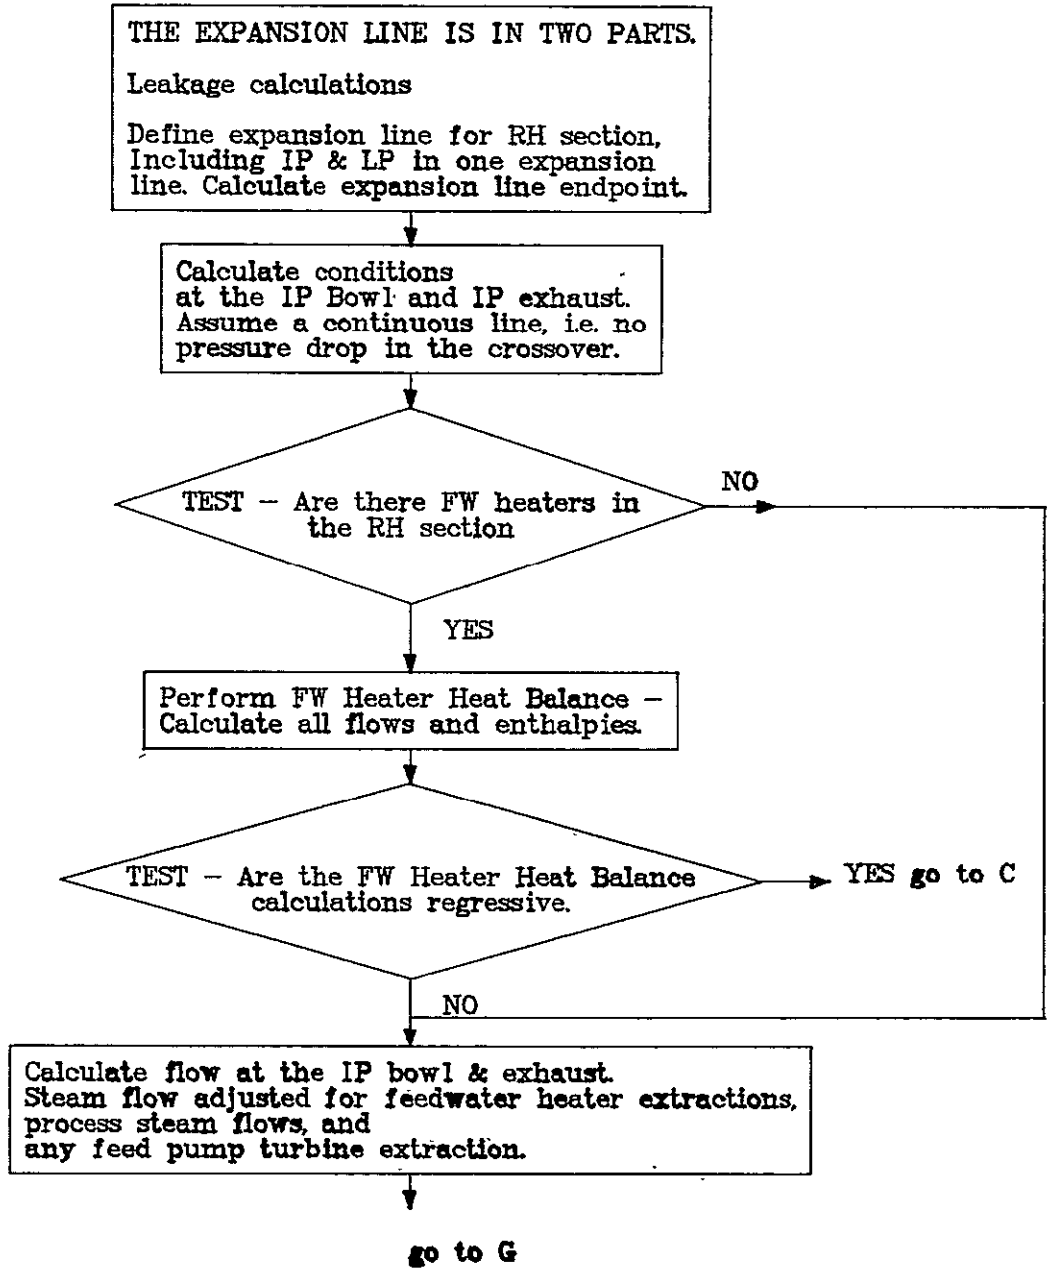 THE EXPANSION LINE IS IN TWO PARTS.
Leakage calculations
Define expansion line for RH section,
Including IP & LP in one expansion
line. Calculate expansion line endpoint.
Calculate conditions
at the IP Bowl and IP exhaust.
Assume a continuous line, i.e. no
pressure drop in the crossover.
TEST – Are there FW heaters in
the RH section
NO
YES
Perform FW Heater Heat Balance –
Calculate all flows and enthalpies.
TEST – Are the FW Heater Heat Balance
calculations regressive.
YES go to C
NO
Calculate flow at the IP bowl & exhaust.
Steam flow adjusted for feedwater heater extractions,
process steam flows, and
any feed pump turbine extraction.
go to G